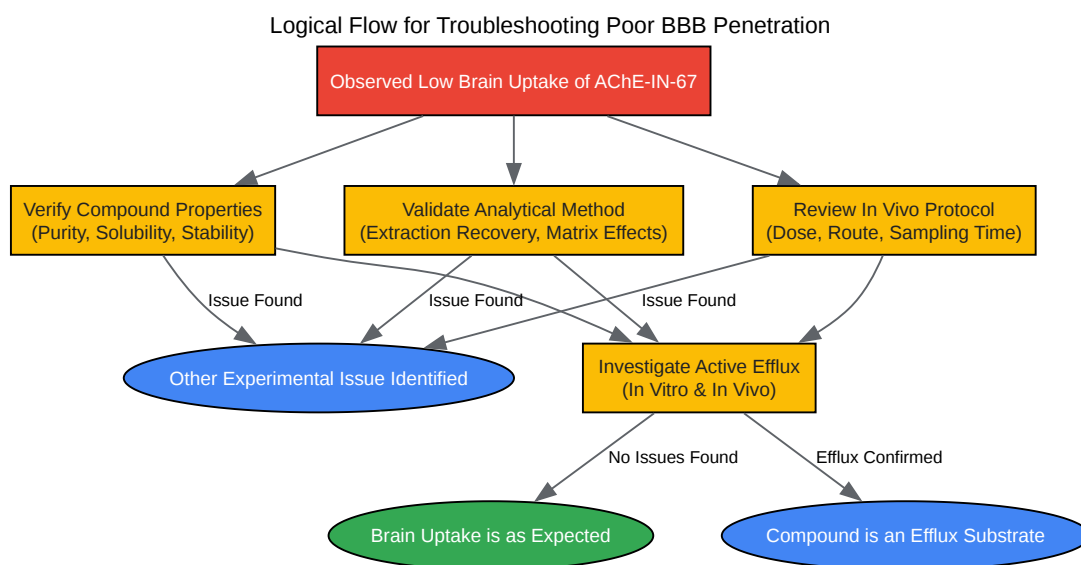 Logical Flow for Troubleshooting Poor BBB Penetration
Observed Low Brain Uptake of AChE-IN-67
Verify Compound Properties
(Purity, Solubility, Stability)
Validate Analytical Method
(Extraction Recovery, Matrix Effects)
Review In Vivo Protocol
(Dose, Route, Sampling Time)
Issue Found
Issue Found
Issue Found
Other Experimental Issue Identified
Investigate Active Efflux
(In Vitro & In Vivo)
No Issues Found
Efflux Confirmed
Brain Uptake is as Expected
Compound is an Efflux Substrate